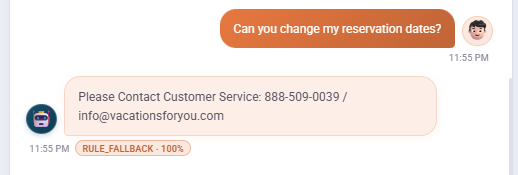 Can you change my reservation dates?
11:55 PM
Please Contact Customer Service: 888-509-0039 /
info@vacationsforyou.com
11:55 PM RULE_FALLBACK · 100%